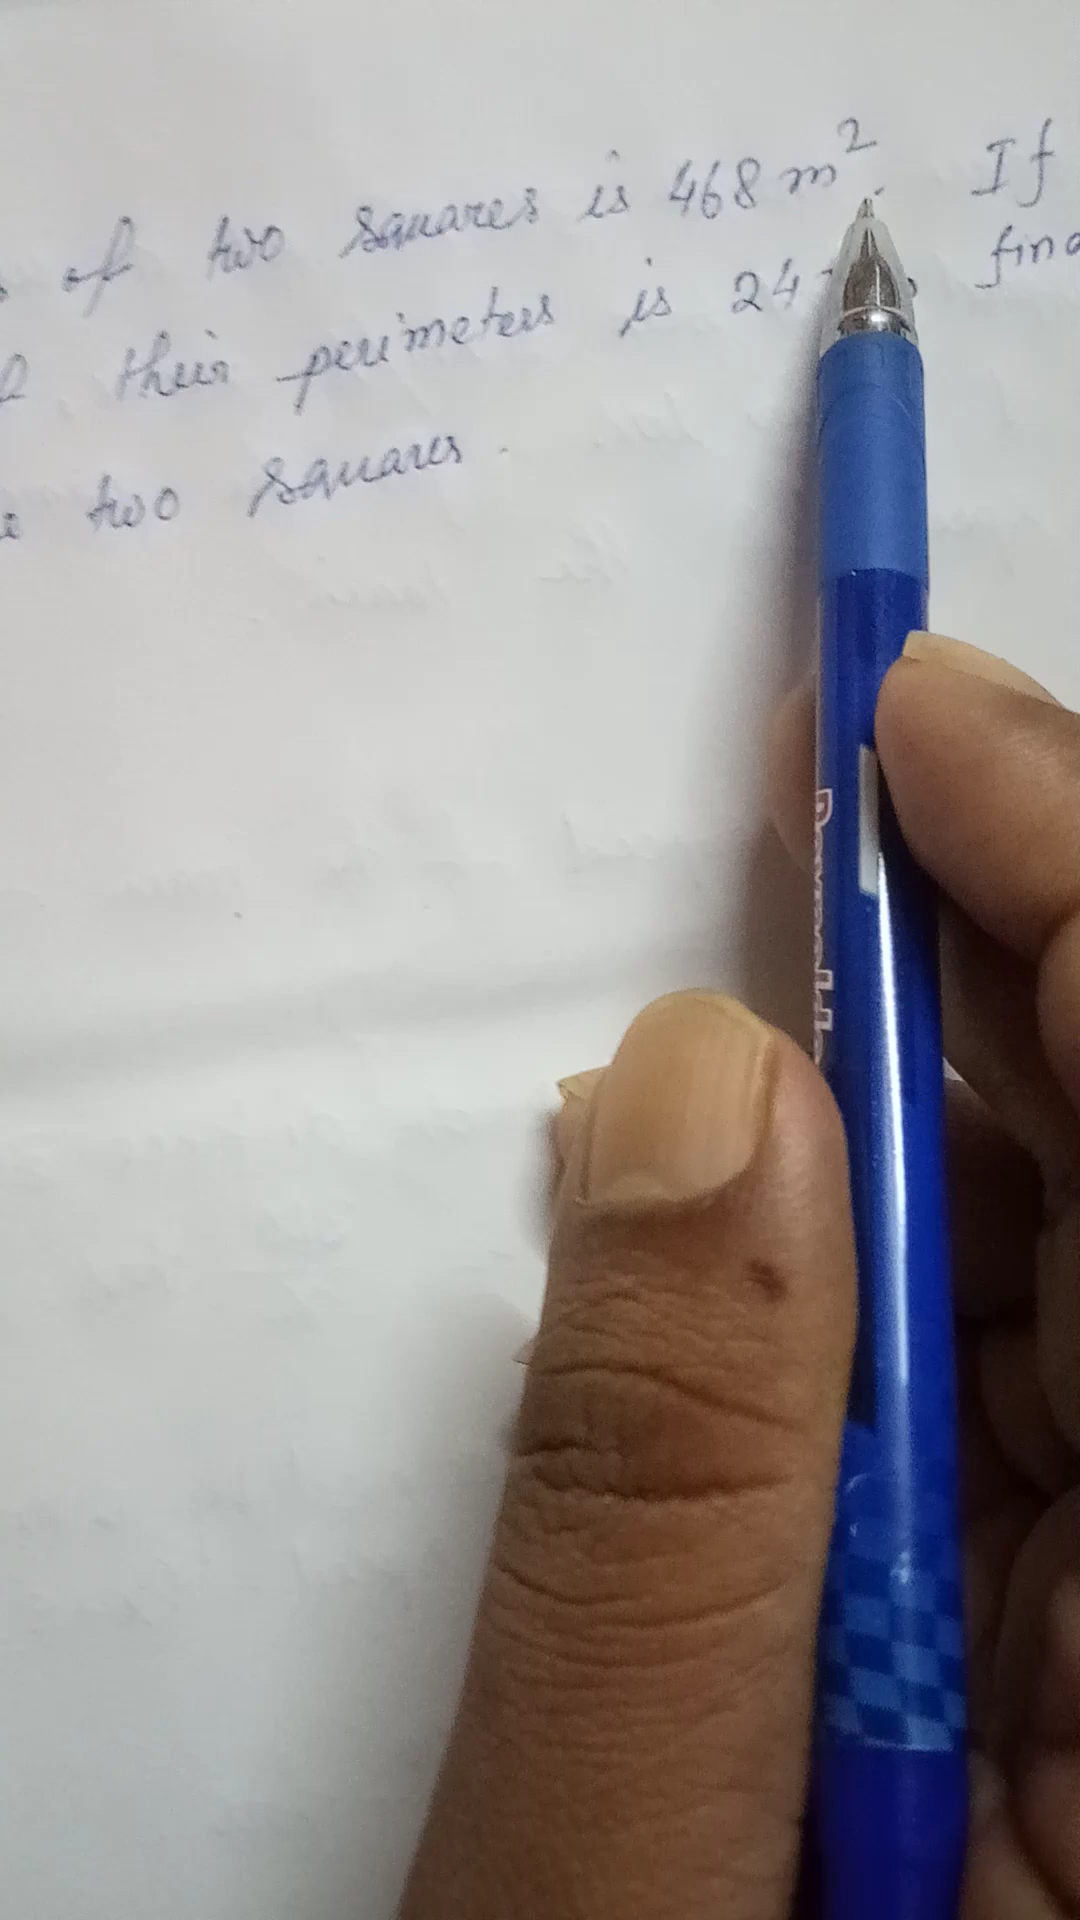 of two squares is 468 m². If
their perimeters is 24
two squares.